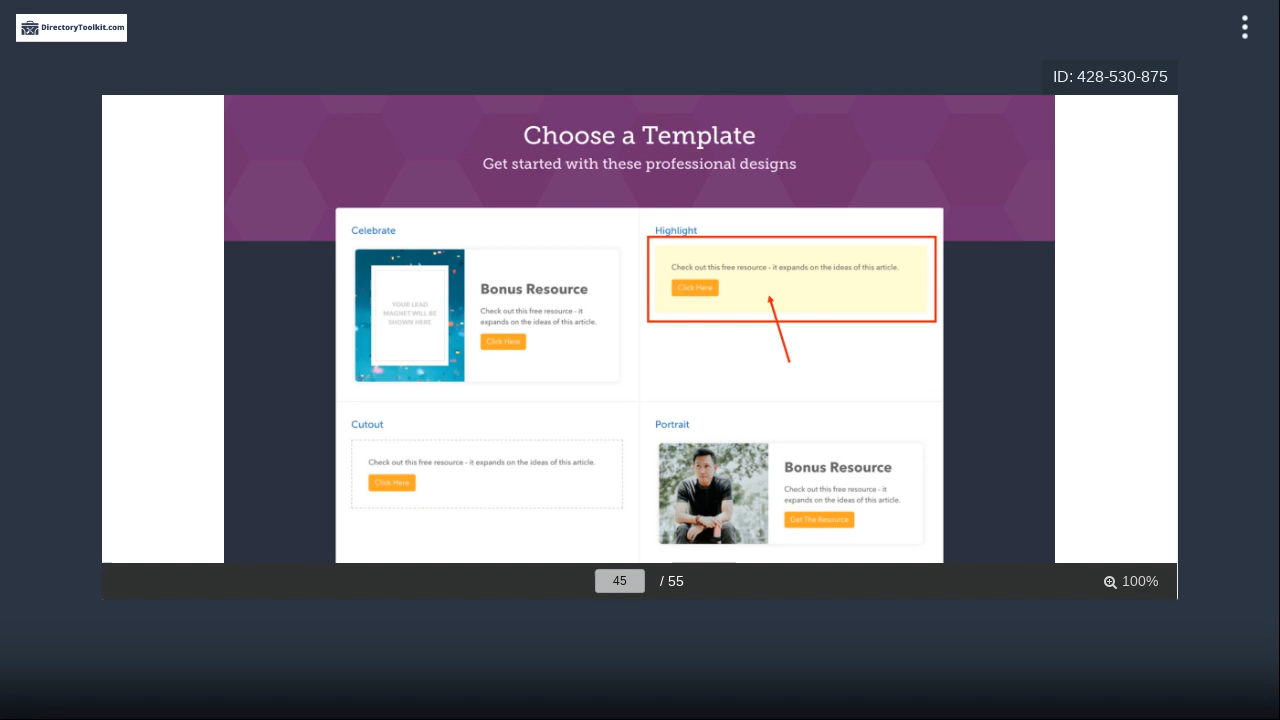 DirectoryToolkit.com
ID: 428-530-875
Choose a Template
Get started with these professional designs
Celebrate
YOUR LEAD
MAGNET WILL BE
SHOWN HERE
Bonus Resource
Check out this free resource - it
expands on the ideas of this article.
Click Here
Highlight
Check out this free resource - it expands on the ideas of this article.
Click Here
Cutout
Check out this free resource - it expands on the ideas of this article.
Click Here
Portrait
Bonus Resource
Check out this free resource - it
expands on the ideas of this article.
Get The Resource
45 / 55
100%